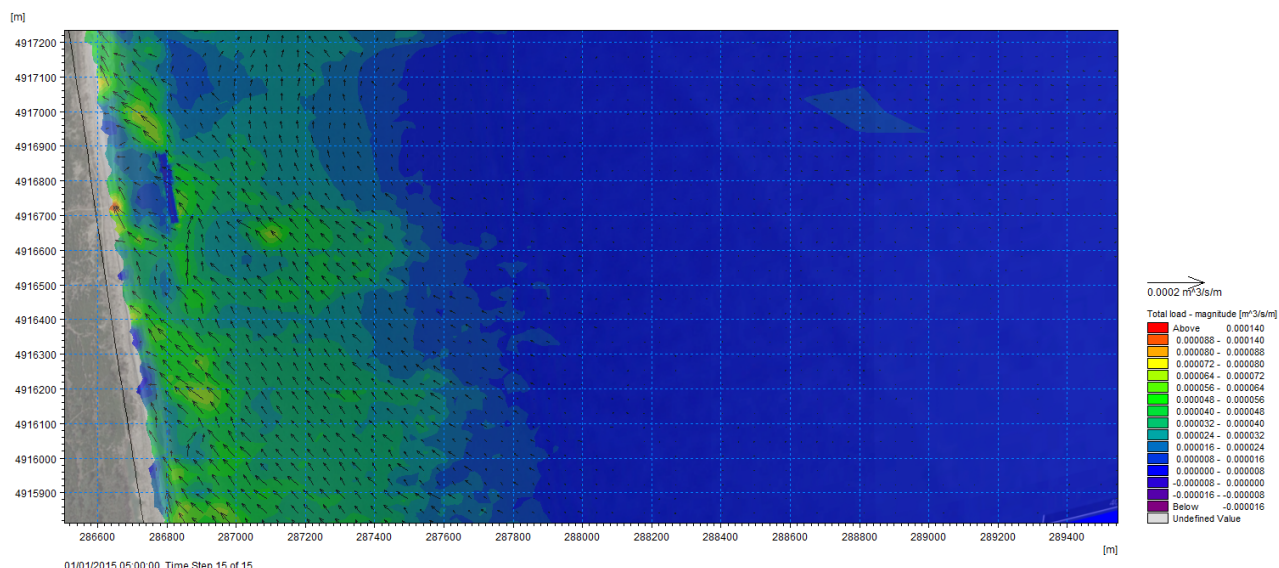 [m]
4917200
4917100
4917000
4916900
4916800
4916700
4916600
4916500
4916400
4916300
4916200
4916100
4916000
4915900
286600 286800 287000 287200 287400 287600 287800 288000 288200 288400 288600 288800 289000 289200 289400
[m]
01/01/2015 05:00:00 Time Step 15 of 15
0.0002 m^3/s/m
Total load - magnitude [m^3/s/m]
Above 0.000140
0.000088 - 0.000140
0.000080 - 0.000088
0.000072 - 0.000080
0.000064 - 0.000072
0.000056 - 0.000064
0.000048 - 0.000056
0.000040 - 0.000048
0.000032 - 0.000040
0.000024 - 0.000032
0.000016 - 0.000024
0.000008 - 0.000016
0.000000 - 0.000008
-0.000008 - 0.000000
-0.000016 - -0.000008
Below -0.000016
Undefined Value